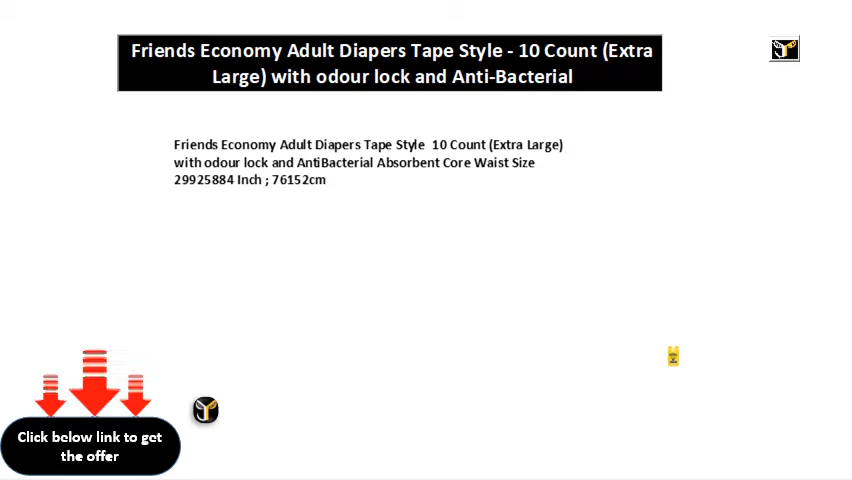 Friends Economy Adult Diapers Tape Style - 10 Count (Extra
Large) with odour lock and Anti-Bacterial
Friends Economy Adult Diapers Tape Style 10 Count (Extra Large)
with odour lock and AntiBacterial Absorbent Core Waist Size
29925884 Inch ; 76152cm
Click below link to get
the offer